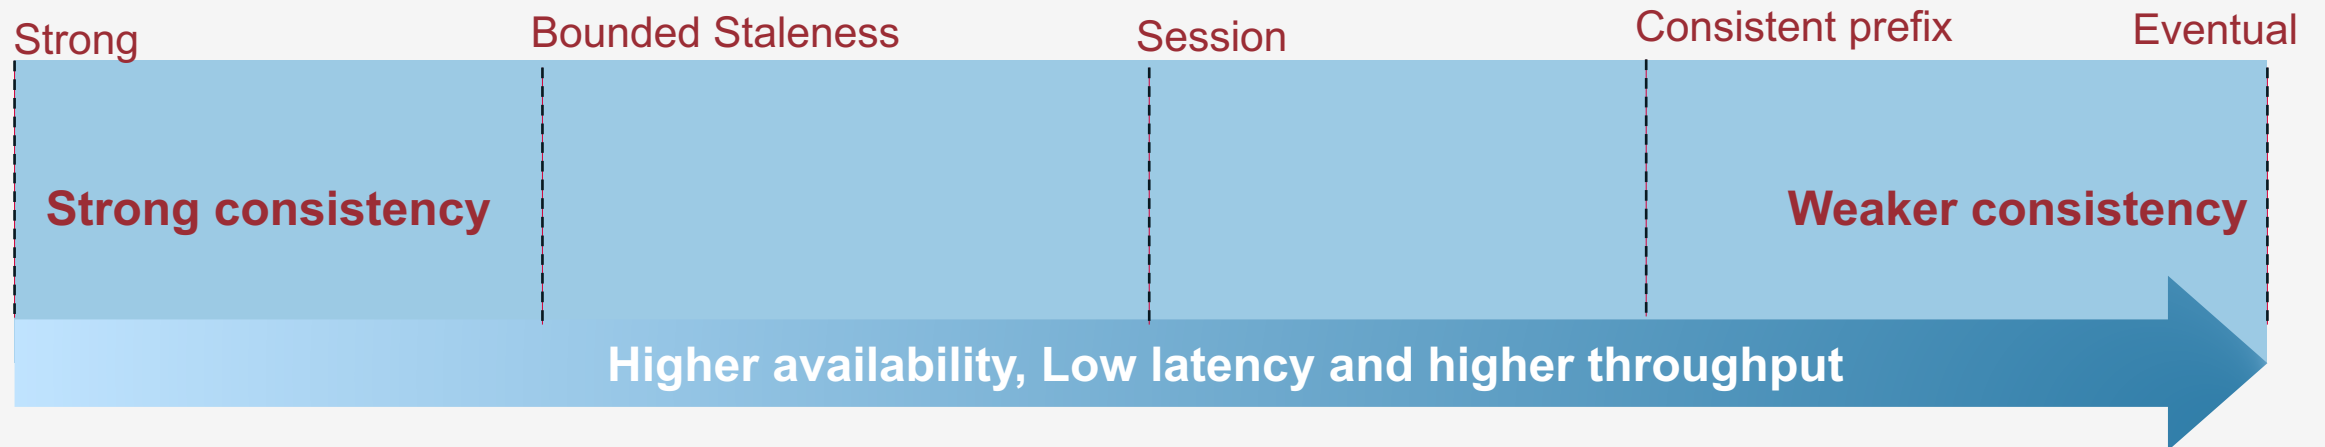 Strong
Bounded Staleness
Session
Consistent prefix
Eventual
Strong consistency
Weaker consistency
Higher availability, Low latency and higher throughput